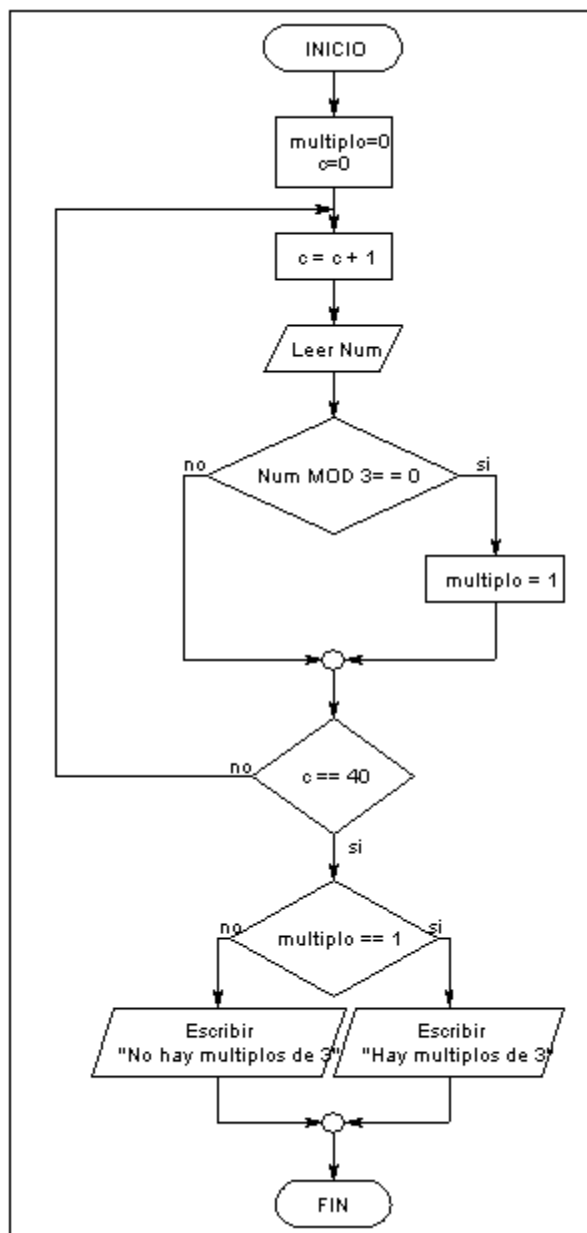 INICIO
multiplo=0
c=0
c = c + 1
Leer Num
no
Num MOD 3= = 0
si
multiplo = 1
no
c == 40
si
no
multiplo == 1
si
Escribir
"No hay multiplos de 3"
Escribir
"Hay multiplos de 3"
FIN